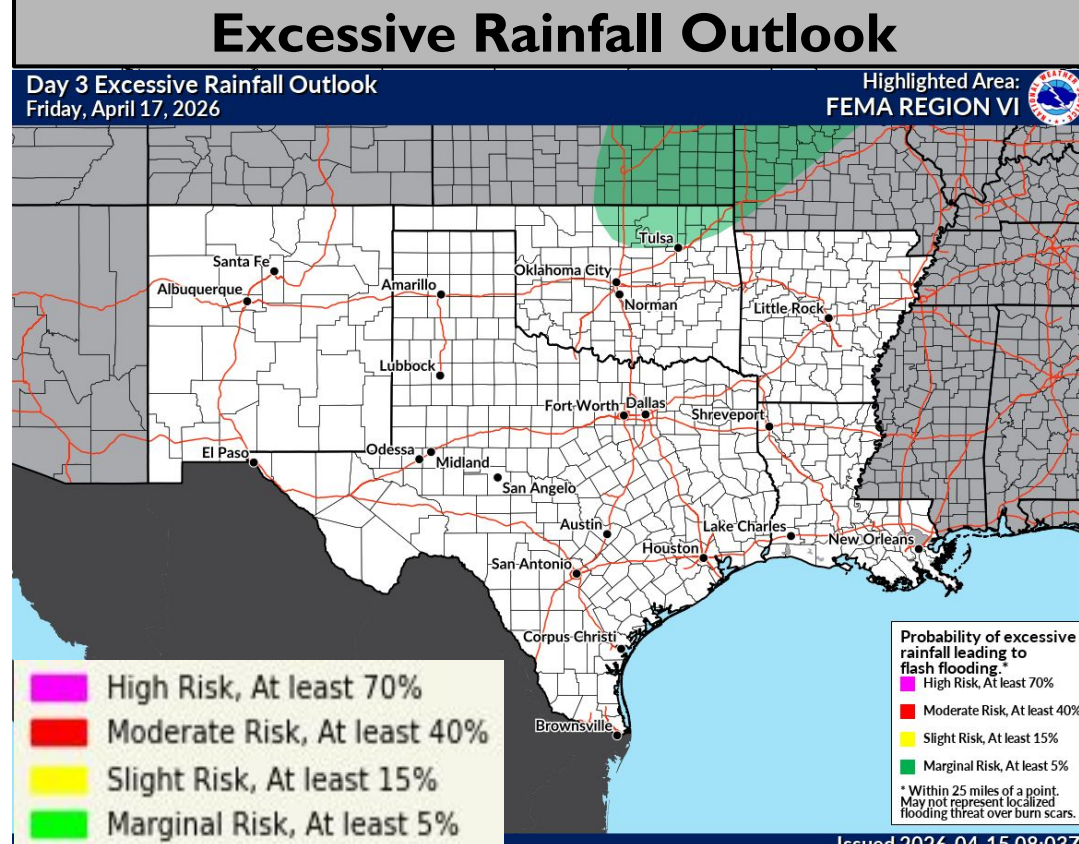 Excessive Rainfall Outlook
Day 3 Excessive Rainfall Outlook
Friday, April 17, 2026
Highlighted Area:
FEMA REGION VI
Tulsa
Santa Fe
Oklahoma City
Albuquerque
Amarillo
Norman
Little Rock
Lubbock
Fort Worth
Dallas
Shreveport
El Paso
Odessa
Midland
San Angelo
Austin
Lake Charles
New Orleans
Houston
San Antonio
Corpus Christi
Brownsville
High Risk, At least 70%
Moderate Risk, At least 40%
Slight Risk, At least 15%
Marginal Risk, At least 5%
Probability of excessive
rainfall leading to
flash flooding.*
High Risk, At least 70%
Moderate Risk, At least 40%
Slight Risk, At least 15%
Marginal Risk, At least 5%
* Within 25 miles of a point.
May not represent localized
flooding threat over burn scars.